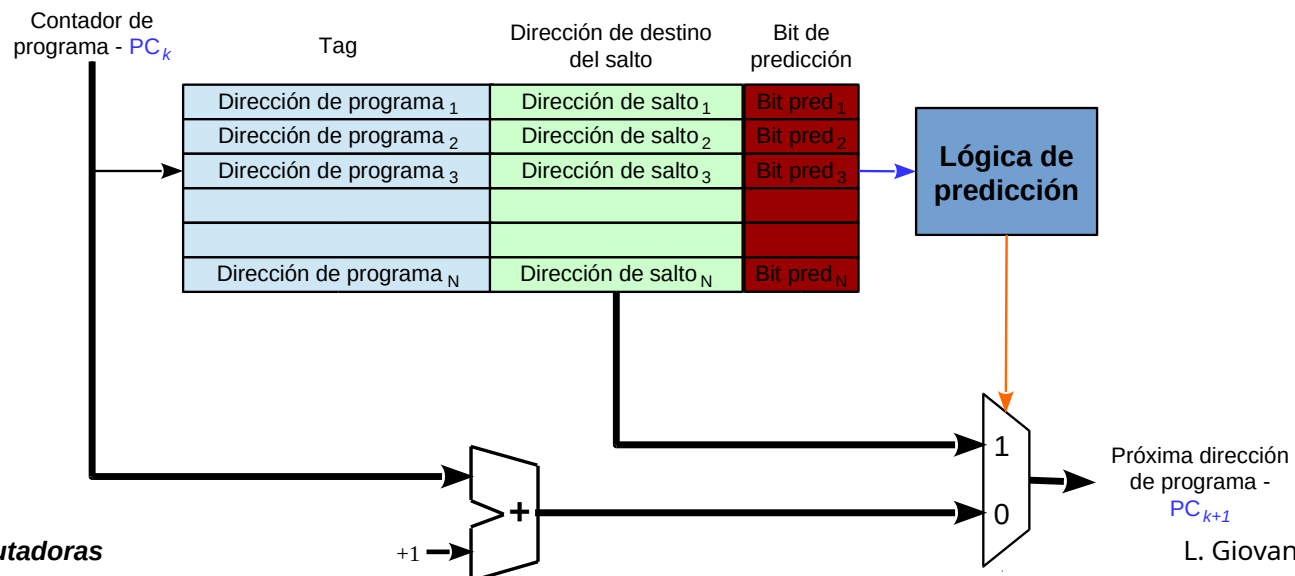 Contador de
programa - PCk
Tag
Dirección de destino
del salto
Bit de
predicción
Dirección de programa 1 Dirección de salto 1 Bit pred 1
Dirección de programa 2 Dirección de salto 2 Bit pred 2
Dirección de programa 3 Dirección de salto 3 Bit pred 3
Dirección de programa N Dirección de salto N Bit pred N
Lógica de
predicción
1
0
+
+1
Próxima dirección
de programa -
PCk+1
utadoras
L. Giovan